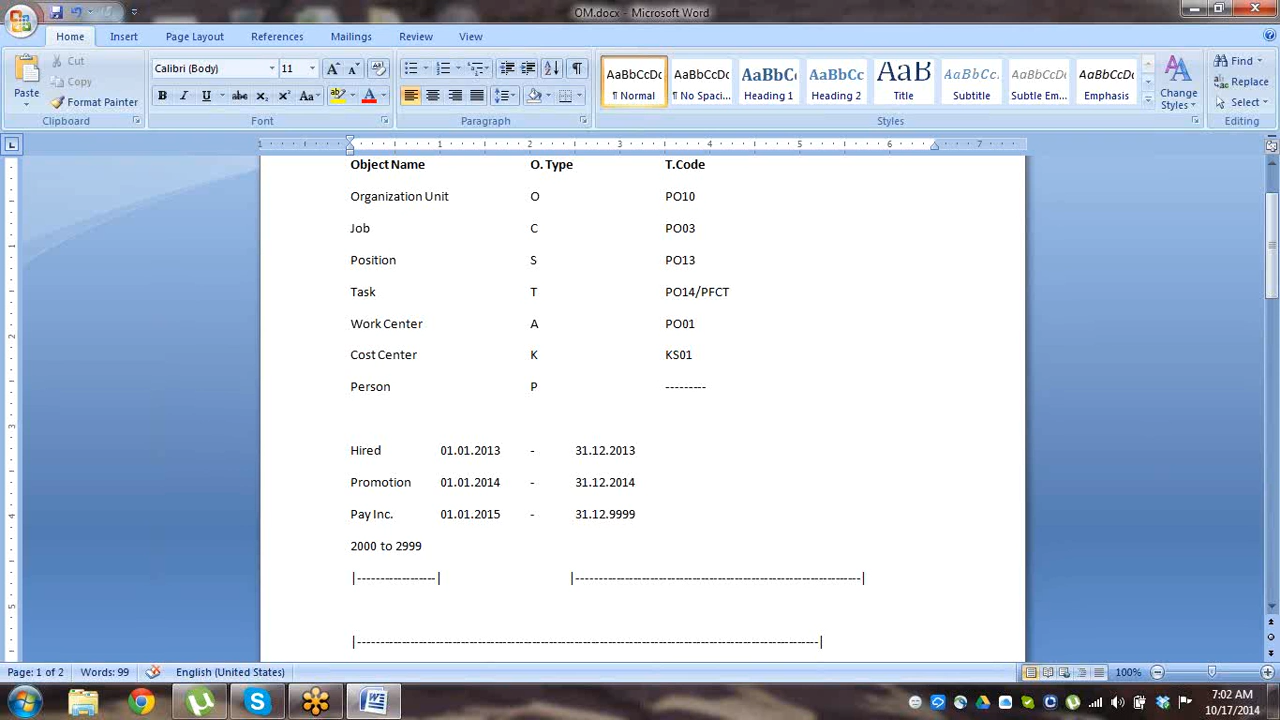 OM.docx - Microsoft Word
Home Insert Page Layout References Mailings Review View
Paste
Cut
Copy
Format Painter
Clipboard
Calibri (Body) 11
Font
Paragraph
AaBbCcDc AaBbCcDc AaBbCc AaBbCc AaB AaBbCc. AaBbCcDc AaBbCcDc
¶ Normal ¶ No Spaci... Heading 1 Heading 2 Title Subtitle Subtle Em... Emphasis
Change Styles
Styles
Find
Replace
Select
Editing
Object Name O. Type T.Code
Organization Unit O PO10
Job C PO03
Position S PO13
Task T PO14/PFCT
Work Center A PO01
Cost Center K KS01
Person P ---------
Hired 01.01.2013 - 31.12.2013
Promotion 01.01.2014 - 31.12.2014
Pay Inc. 01.01.2015 - 31.12.9999
2000 to 2999
Page: 1 of 2 Words: 99 English (United States) 100%
7:02 AM
10/17/2014